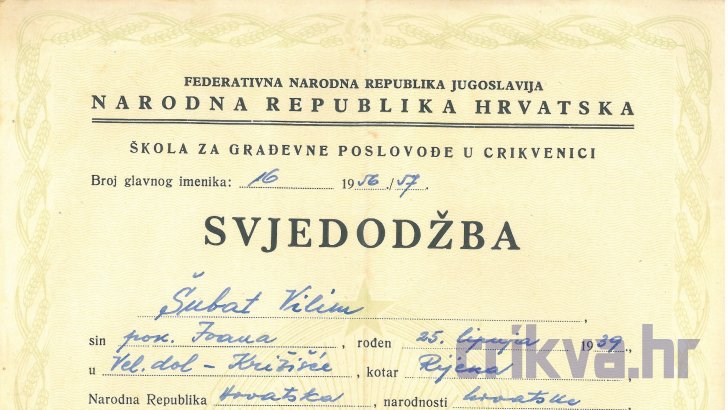 FEDERATIVNA NARODNA REPUBLIKA JUGOSLAVIJA
NARODNA REPUBLIKA HRVATSKA
ŠKOLA ZA GRAĐEVNE POSLOVOĐE U CRIKVENICI
Broj glavnog imenika: 16 1956/57.
SVJEDODŽBA
Šubat Vilim,
sin pok. Ivana, rođen 25. lipnja 1939,
u Vel. dol - Križišće, kotar Rijeka
crikva.hr
Narodna Republika Hrvatska, narodnosti hrvatske